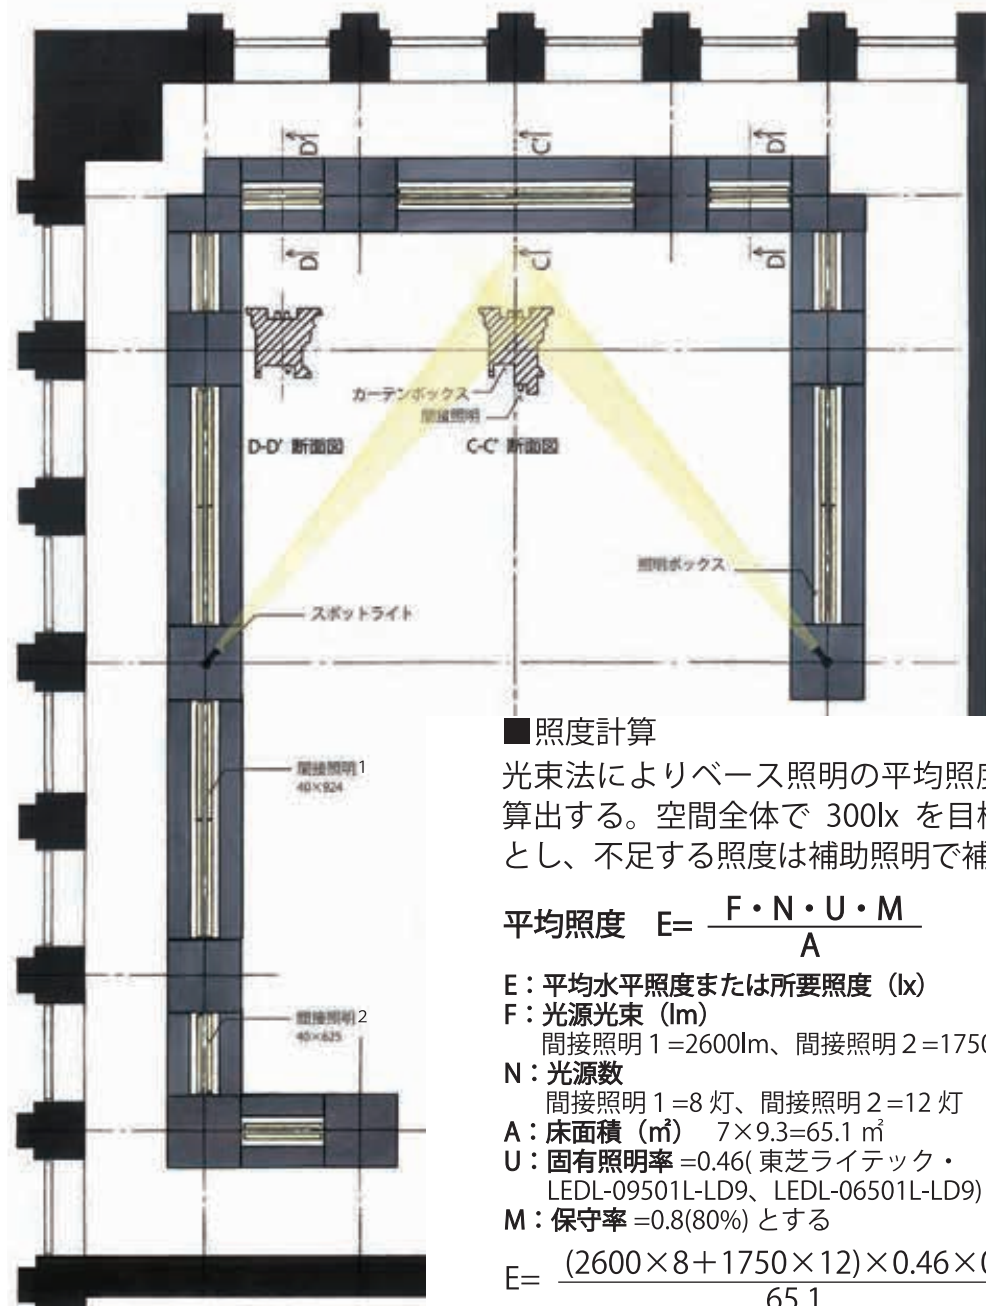 D'
C'
D'
D
C
D
カーテンボックス
間接照明
D-D' 断面図
C-C' 断面図
照明ボックス
スポットライト
間接照明1
40×924
間接照明2
40×625
■照度計算
光束法によりベース照明の平均照度
算出する。空間全体で 300lx を目標
とし、不足する照度は補助照明で補
平均照度 E= F・N・U・M
A
E：平均水平照度または所要照度（lx）
F：光源光束（lm）
間接照明１=2600lm、間接照明２=1750
N：光源数
間接照明１=8 灯、間接照明２=12 灯
A：床面積（㎡） 7×9.3=65.1 ㎡
U：固有照明率 =0.46( 東芝ライテック・
LEDL-09501L-LD9、LEDL-06501L-LD9)
M：保守率 =0.8(80%) とする
E= (2600×8＋1750×12)×0.46×0
65.1